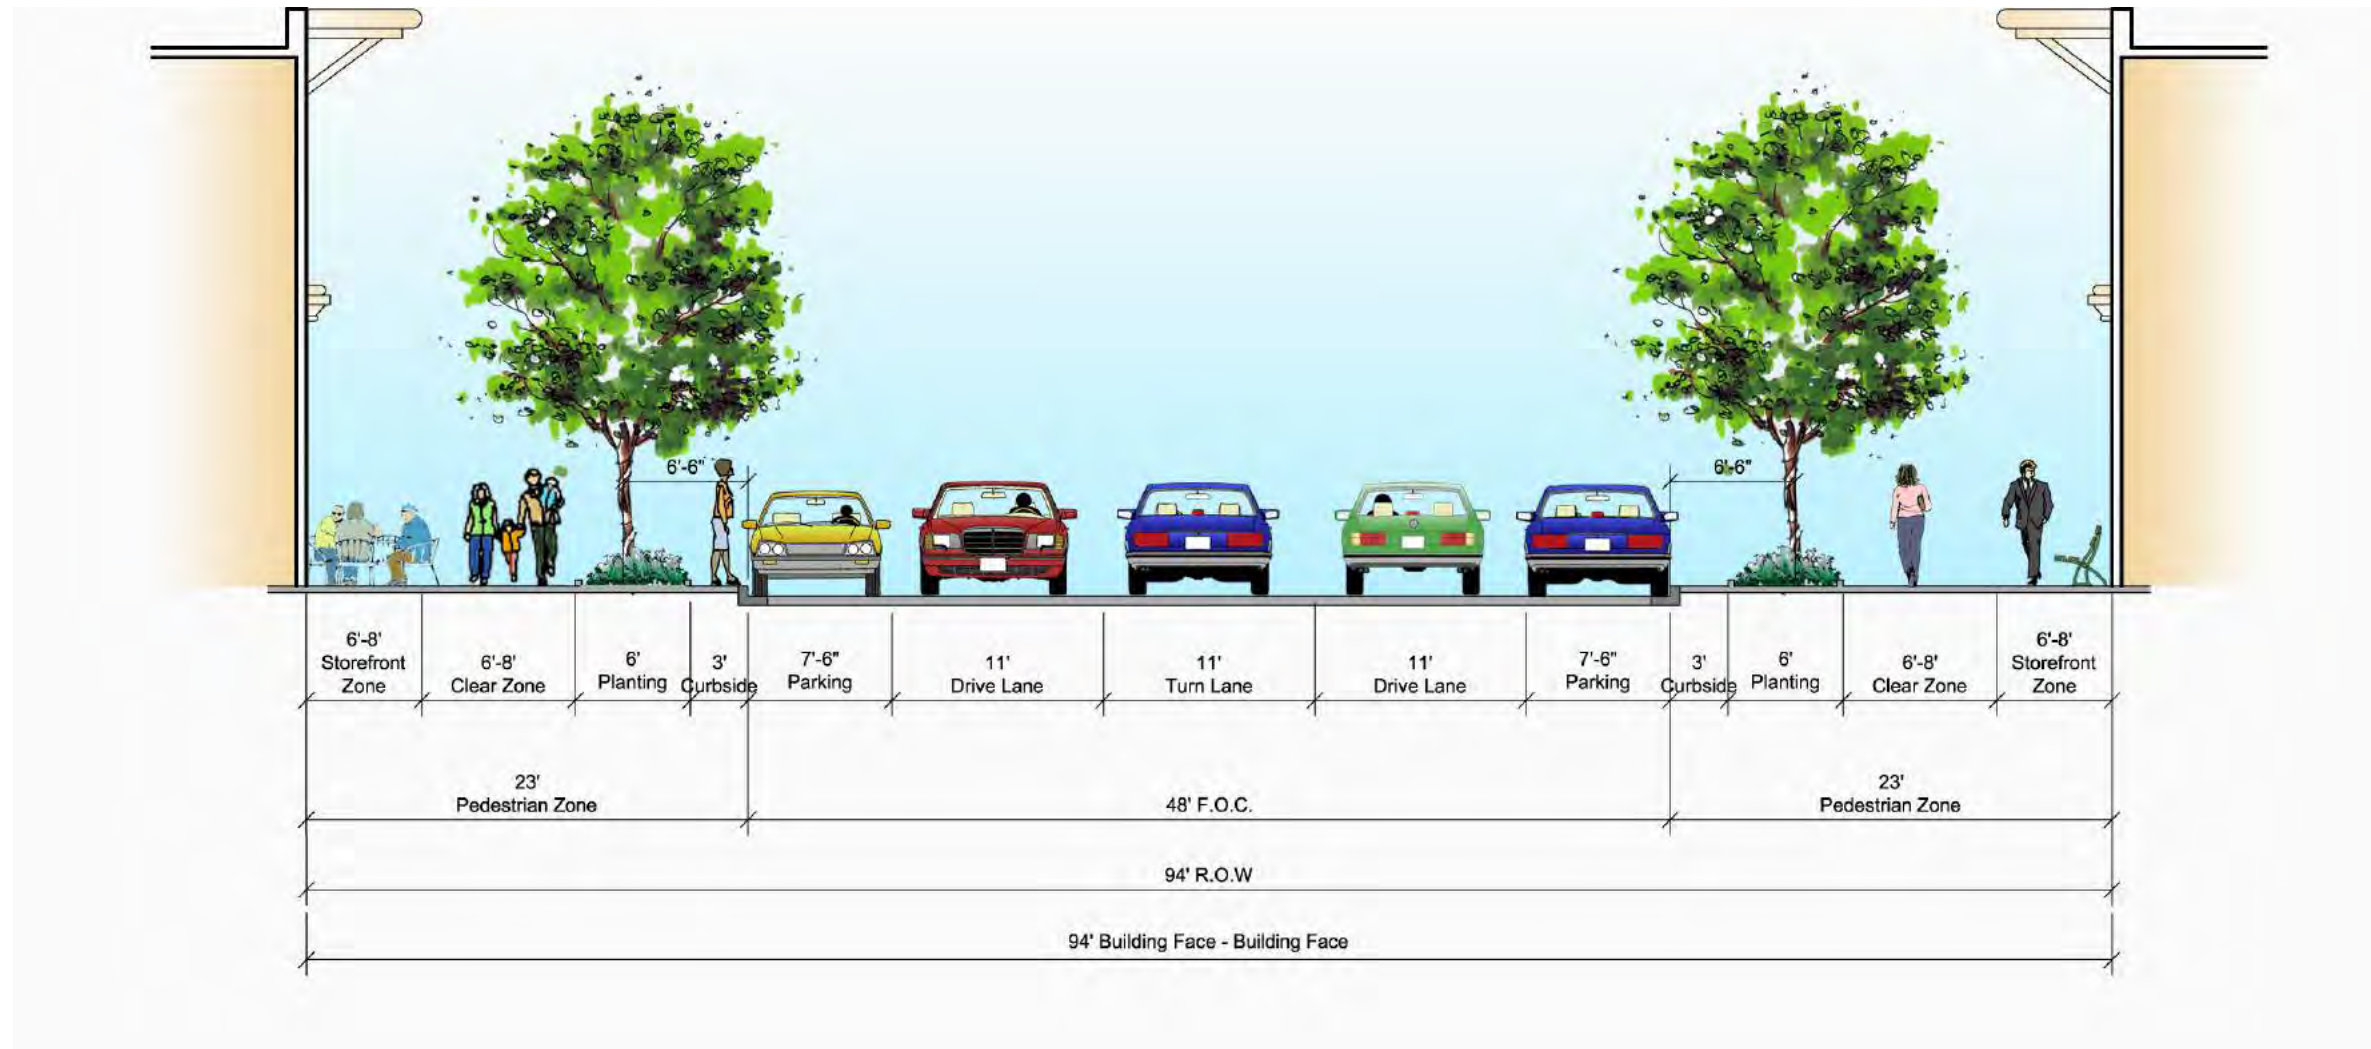 6'-6"
6'-6"
6'-8'
Storefront
Zone
6'-8'
Clear Zone
6'
Planting
3'
Curbside
7'-6"
Parking
11'
Drive Lane
11'
Turn Lane
11'
Drive Lane
7'-6"
Parking
3'
Curbside
6'
Planting
6'-8'
Clear Zone
6'-8'
Storefront
Zone
23'
Pedestrian Zone
48' F.O.C.
23'
Pedestrian Zone
94' R.O.W
94' Building Face - Building Face